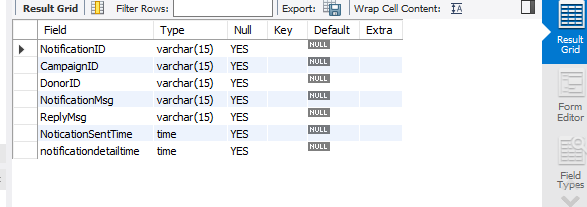 Result Grid Filter Rows: Export: Wrap Cell Content: IA
Field Type Null Key Default Extra
NotificationID varchar(15) YES NULL
CampaignID varchar(15) YES NULL
DonorID varchar(15) YES NULL
NotificationMsg varchar(15) YES NULL
ReplyMsg varchar(15) YES NULL
NoticationSentTime time YES NULL
notificationdetailtime time YES NULL
Result
Grid
Form
Editor
Field
Types